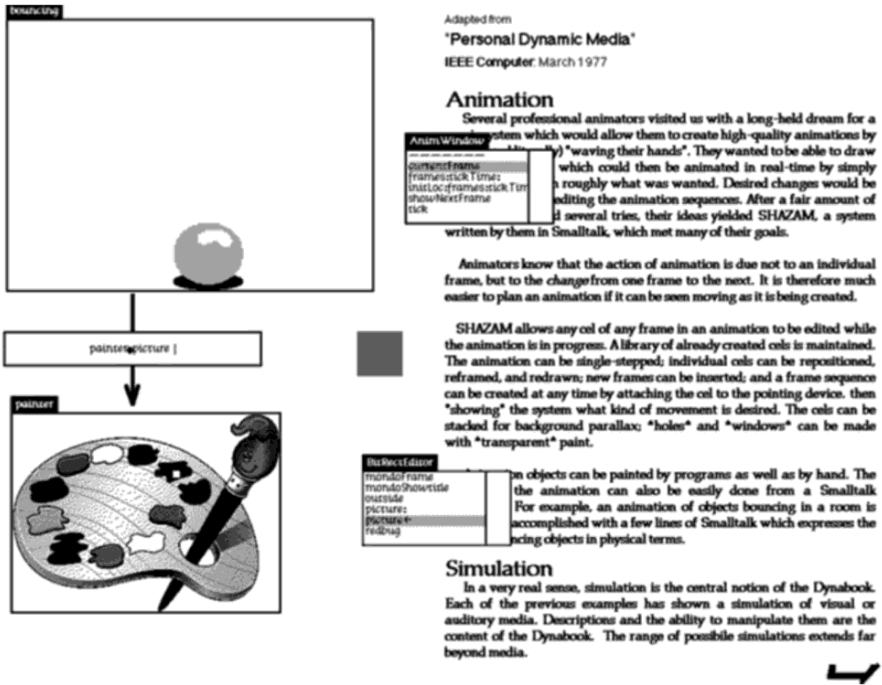 bouncing
painter picture |
painter
Adapted from
"Personal Dynamic Media"
IEEE Computer: March 1977
Animation
Several professional animators visited us with a long-held dream for a
system which would allow them to create high-quality animations by
"waving their hands". They wanted to be able to draw
which could then be animated in real-time by simply
roughly what was wanted. Desired changes would be
editing the animation sequences. After a fair amount of
several tries, their ideas yielded SHAZAM, a system
written by them in Smalltalk, which met many of their goals.
AnimWindow
currentFrame
frames:tickTime:
initLoc:frames:tickTim
showNextFrame
tick
Animators know that the action of animation is due not to an individual
frame, but to the change from one frame to the next. It is therefore much
easier to plan an animation if it can be seen moving as it is being created.
SHAZAM allows any cel of any frame in an animation to be edited while
the animation is in progress. A library of already created cels is maintained.
The animation can be single-stepped; individual cels can be repositioned,
reframed, and redrawn; new frames can be inserted; and a frame sequence
can be created at any time by attaching the cel to the pointing device. then
"showing" the system what kind of movement is desired. The cels can be
stacked for background parallax; "holes" and "windows" can be made
with "transparent" paint.
BitRectEditor
mondoFrame
mondoShowtitle
outside
picture:
picture←
redbug
objects can be painted by programs as well as by hand. The
the animation can also be easily done from a Smalltalk
For example, an animation of objects bouncing in a room is
accomplished with a few lines of Smalltalk which expresses the
ncing objects in physical terms.
Simulation
In a very real sense, simulation is the central notion of the Dynabook.
Each of the previous examples has shown a simulation of visual or
auditory media. Descriptions and the ability to manipulate them are the
content of the Dynabook. The range of possibile simulations extends far
beyond media.